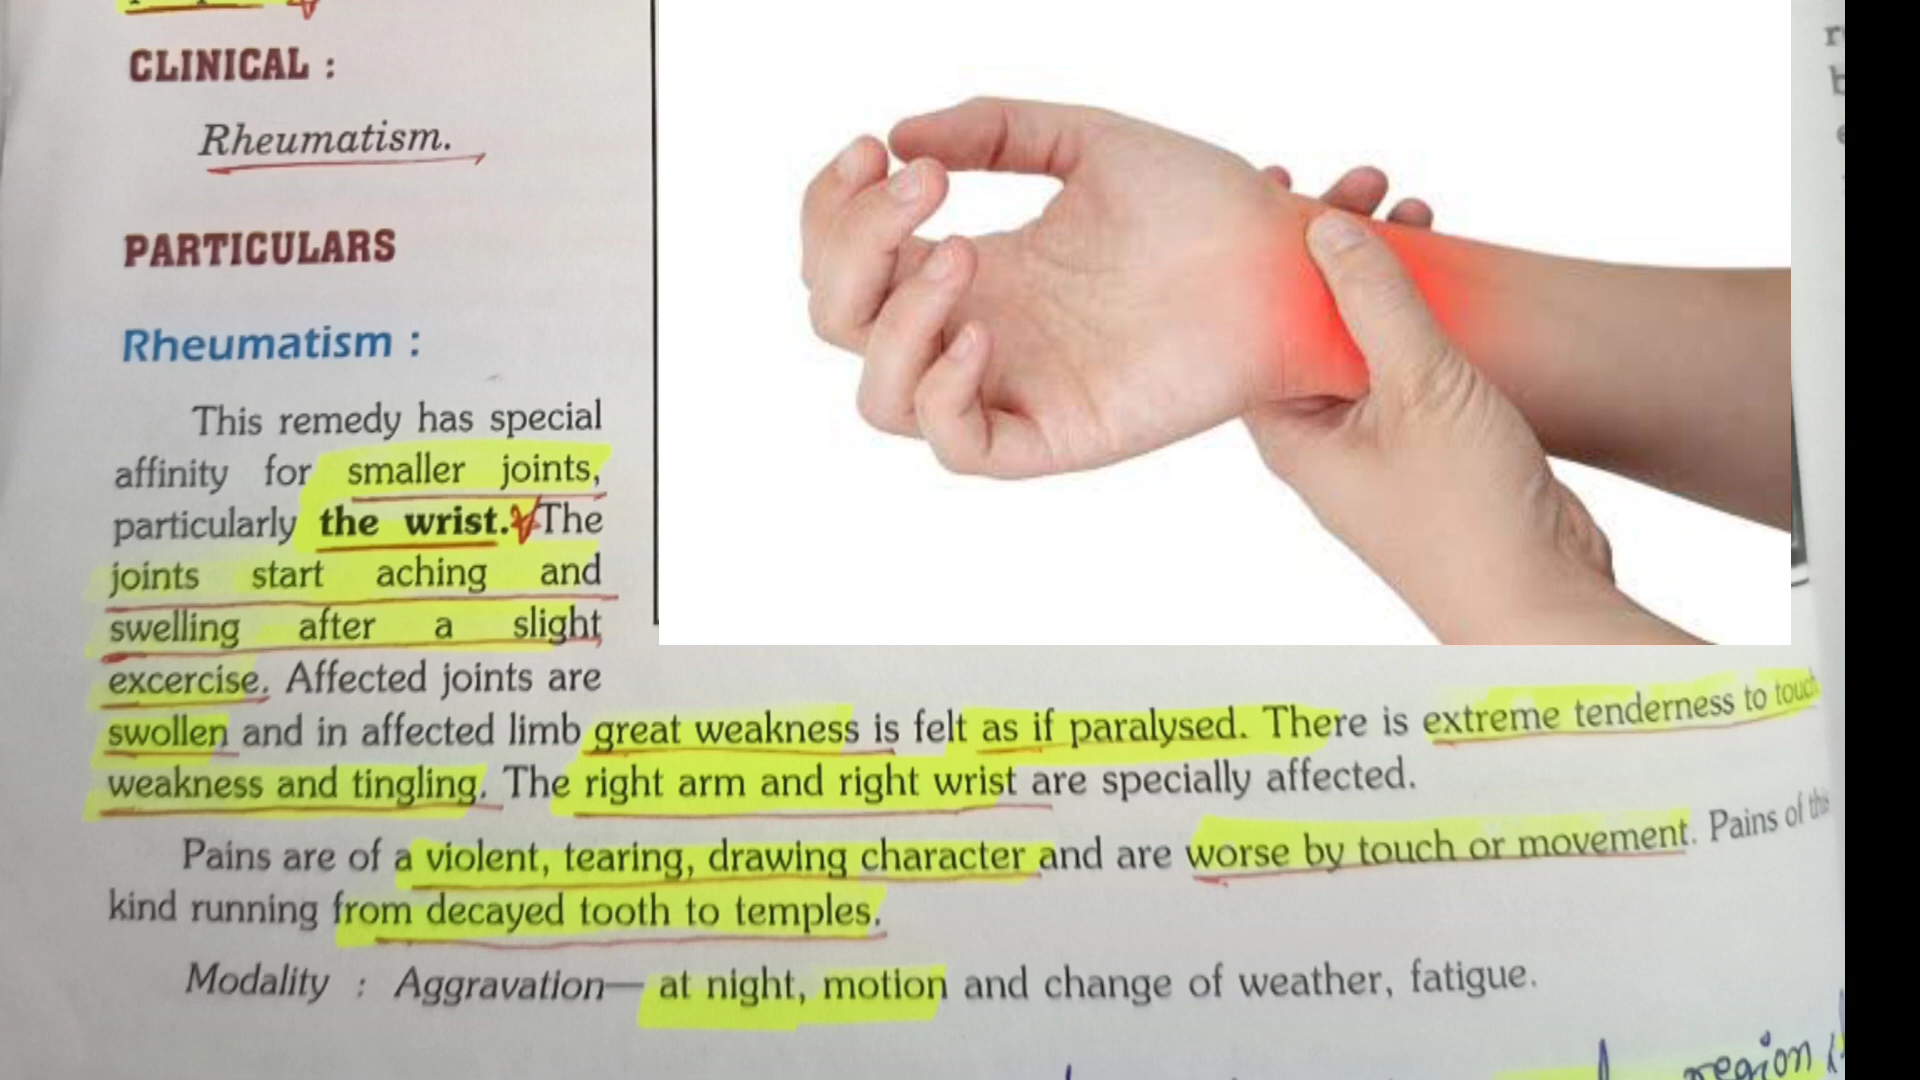 CLINICAL :
Rheumatism.
PARTICULARS
Rheumatism :
This remedy has special
affinity for smaller joints,
particularly the wrist. The
joints start aching and
swelling after a slight
excercise. Affected joints are
swollen and in affected limb great weakness is felt as if paralysed. There is extreme tenderness to touch
weakness and tingling. The right arm and right wrist are specially affected.
Pains are of a violent, tearing, drawing character and are worse by touch or movement. Pains of this
kind running from decayed tooth to temples.
Modality : Aggravation— at night, motion and change of weather, fatigue.
region